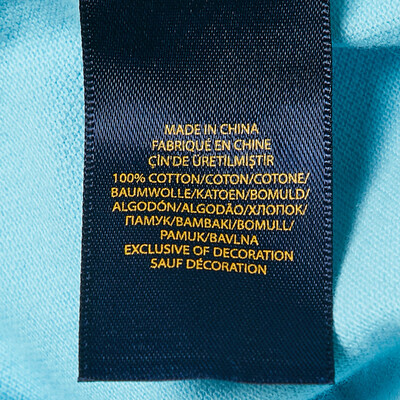 MADE IN CHINA
FABRIQUÉ EN CHINE
ÇİN'DE ÜRETİLMİŞTİR
100% COTTON/COTON/COTONE/
BAUMWOLLE/KATOEN/BOMULD/
ALGODÓN/ALGODÃO/ХЛОПОК/
ПАМУК/BAMBAKI/BOMULL/
PAMUK/BAVLNA
EXCLUSIVE OF DECORATION
SAUF DÉCORATION